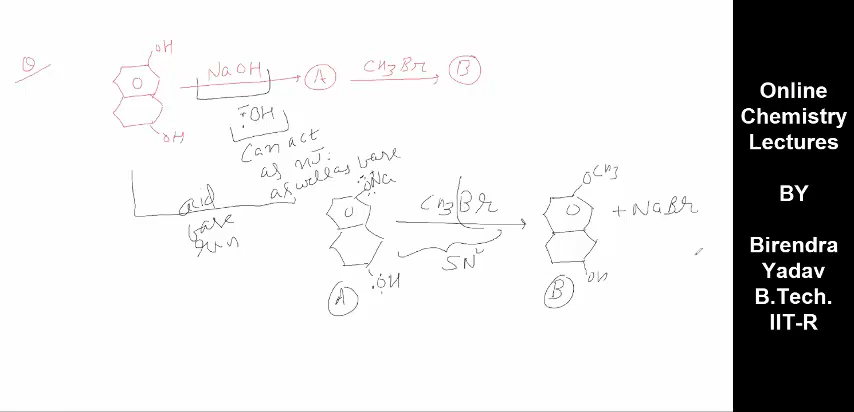 Q
OH
OH
NaOH
A
CH3Br
B
:OH
Can act
as nu:
as well as base
acid
base
rxn
ONa
OH
A
CH3Br
SN2
OCH3
OH
B
+ NaBr
Online
Chemistry
Lectures
BY
Birendra
Yadav
B.Tech.
IIT-R